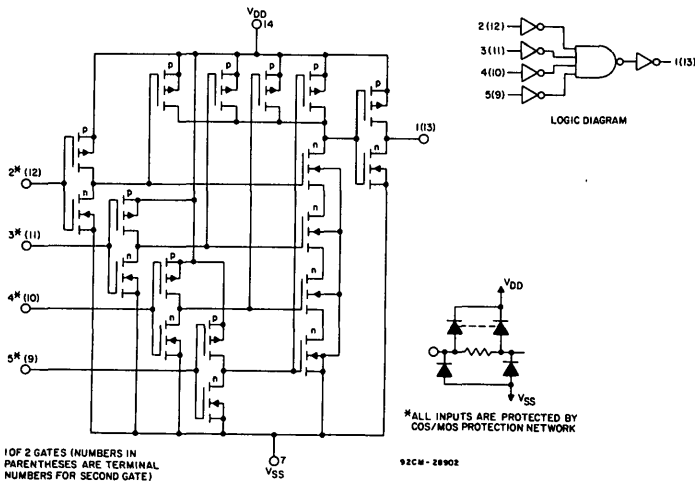 VDD
14
p
p
p
p
p
p
2* (12)
n
p
3* (11)
n
p
4* (10)
n
p
5* (9)
n
n
n
n
n
n
1(13)
7
VSS
1 OF 2 GATES (NUMBERS IN
PARENTHESES ARE TERMINAL
NUMBERS FOR SECOND GATE)
2(12)
3(11)
4(10)
5(9)
1(13)
LOGIC DIAGRAM
VDD
VSS
*ALL INPUTS ARE PROTECTED BY
COS/MOS PROTECTION NETWORK
92CM-28902